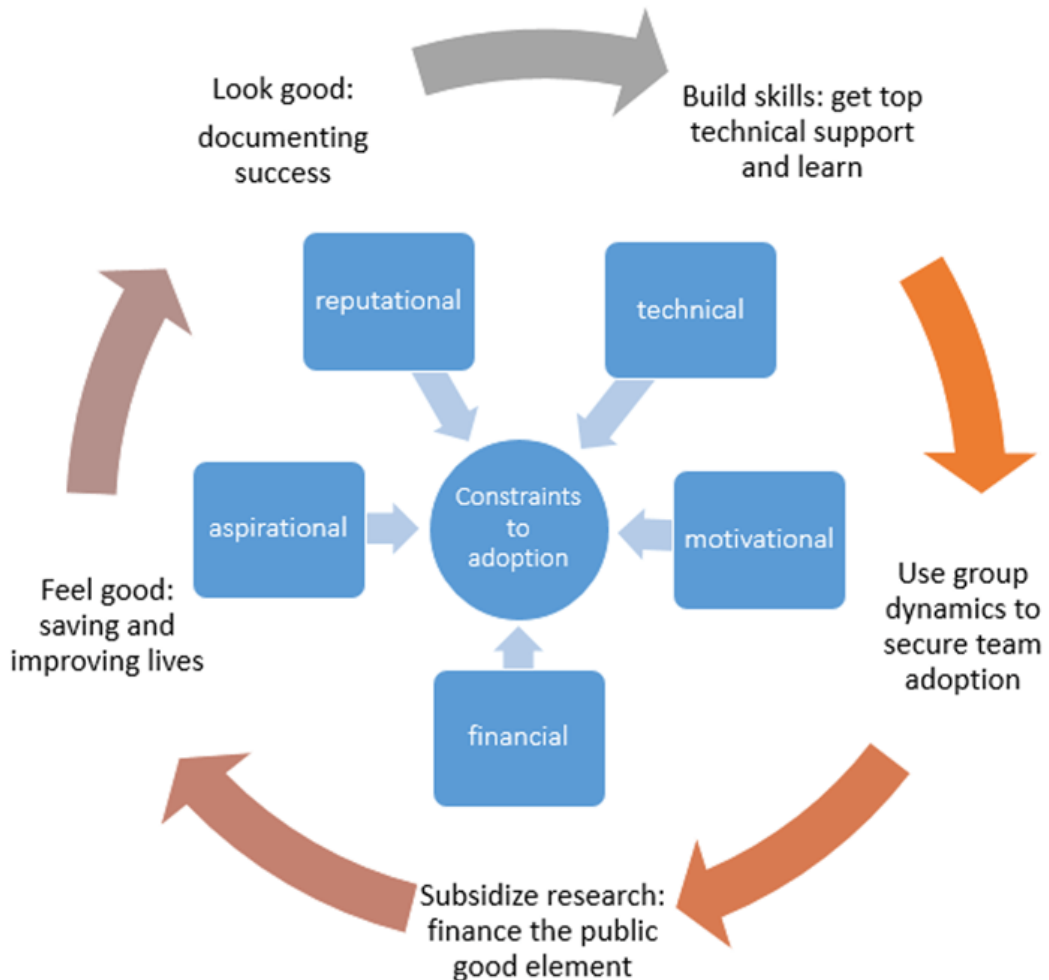 Look good:
documenting
success
Build skills: get top
technical support
and learn
reputational
technical
Constraints
to
adoption
aspirational
motivational
Feel good:
saving and
improving lives
Use group
dynamics to
secure team
adoption
financial
Subsidize research:
finance the public
good element